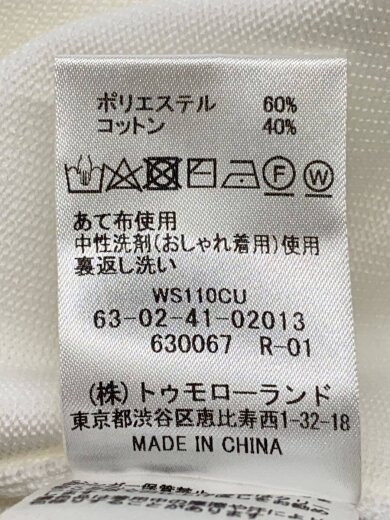 ポリエステル 60%
コットン 40%
F W
あて布使用
中性洗剤(おしゃれ着用)使用
裏返し洗い
WS110CU
63-02-41-02013
630067 R-01
(株)トゥモローランド
東京都渋谷区恵比寿西1-32-18
MADE IN CHINA